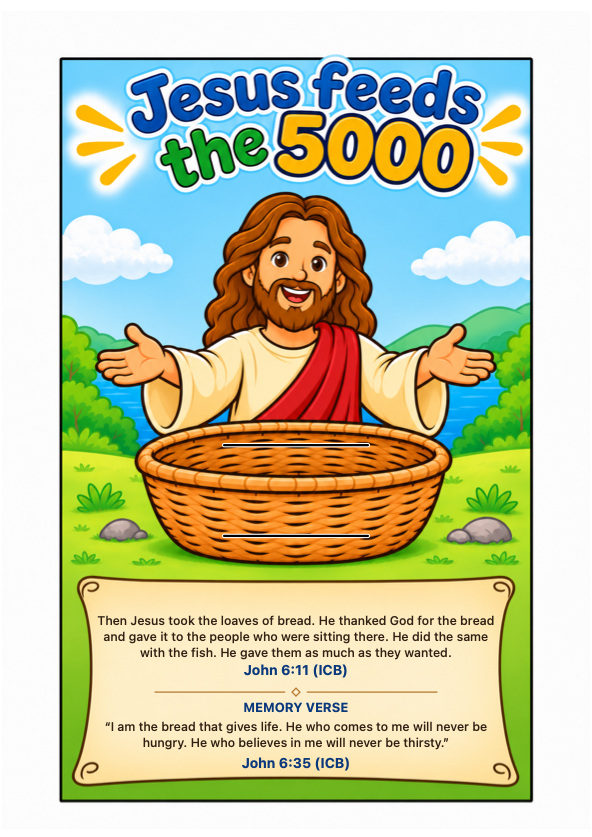 Jesus feeds
the 5000
Then Jesus took the loaves of bread. He thanked God for the bread
and gave it to the people who were sitting there. He did the same
with the fish. He gave them as much as they wanted.
John 6:11 (ICB)
MEMORY VERSE
“I am the bread that gives life. He who comes to me will never be
hungry. He who believes in me will never be thirsty.”
John 6:35 (ICB)